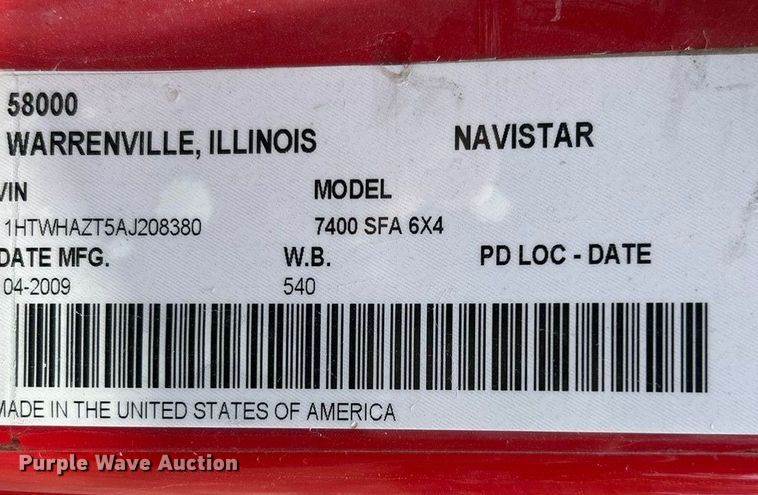 58000
WARRENVILLE, ILLINOIS NAVISTAR
VIN MODEL
1HTWHAZT5AJ208380 7400 SFA 6X4
DATE MFG. W.B. PD LOC - DATE
04-2009 540
MADE IN THE UNITED STATES OF AMERICA
Purple Wave Auction